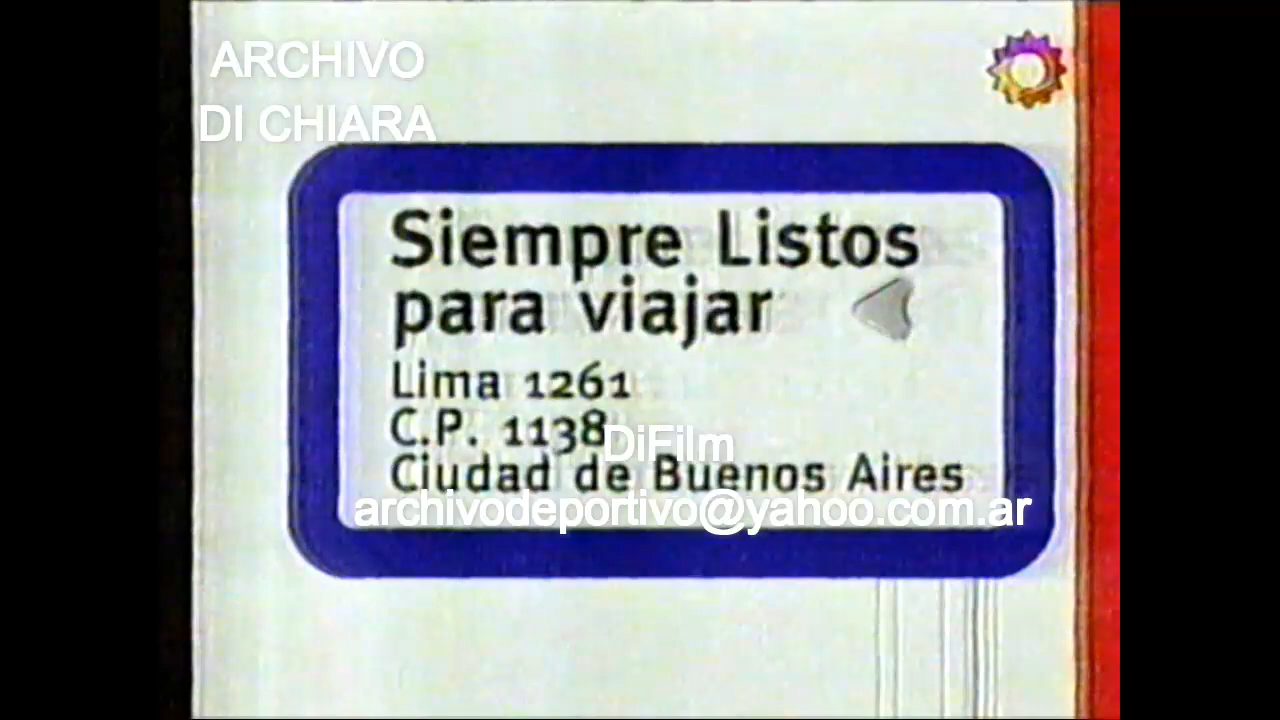 ARCHIVO
DI CHIARA
Siempre Listos
para viajar
Lima 1261
C.P. 1138
DiFilm
Ciudad de Buenos Aires
archivodeportivo@yahoo.com.ar